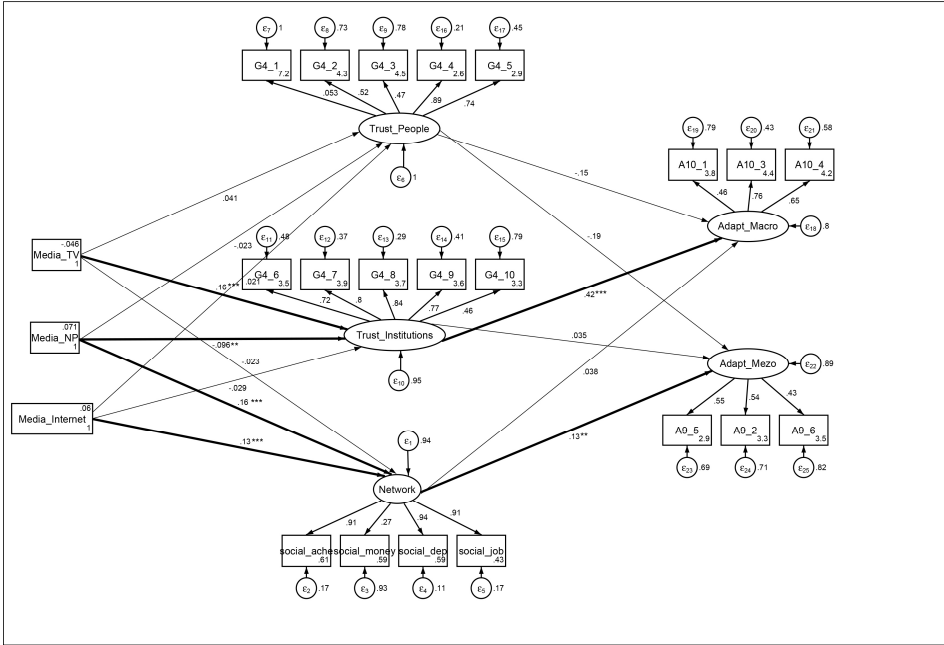 ε7 1 ε8 .73 ε9 .78 ε16 .21 ε17 .45
G4_1 7.2 G4_2 4.3 G4_3 4.5 G4_4 2.6 G4_5 2.9
.053 .52 .47 .89 .74
Trust_People
ε6 1
ε19 .79 ε20 .43 ε21 .58
A10_1 3.8 A10_3 4.4 A10_4 4.2
.46 .76 .65
Adapt_Macro
ε18 .8
-.15
-.19
.041
-.023
.021
-.046
Media_TV
1
ε11 .48 ε12 .37 ε13 .29 ε14 .41 ε15 .79
G4_6 3.5 G4_7 3.9 G4_8 3.7 G4_9 3.6 G4_10 3.3
.16***
.72 .8 .84 .77 .46
.42***
Trust_Institutions
ε10 .95
.071
Media_NP
1
-.096**
-.023
-.029
.035
.038
Adapt_Mezo
ε22 .89
.55 .54 .43
A9_5 2.9 A9_2 3.3 A9_6 3.5
ε23 .69 ε24 .71 ε25 .82
.06
Media_Internet
1
.16 ***
.13***
.13**
ε1 .94
Network
.91 .27 .94 .91
social_ache .61 social_money .59 social_dep .59 social_job .43
ε2 .17 ε3 .93 ε4 .11 ε5 .17